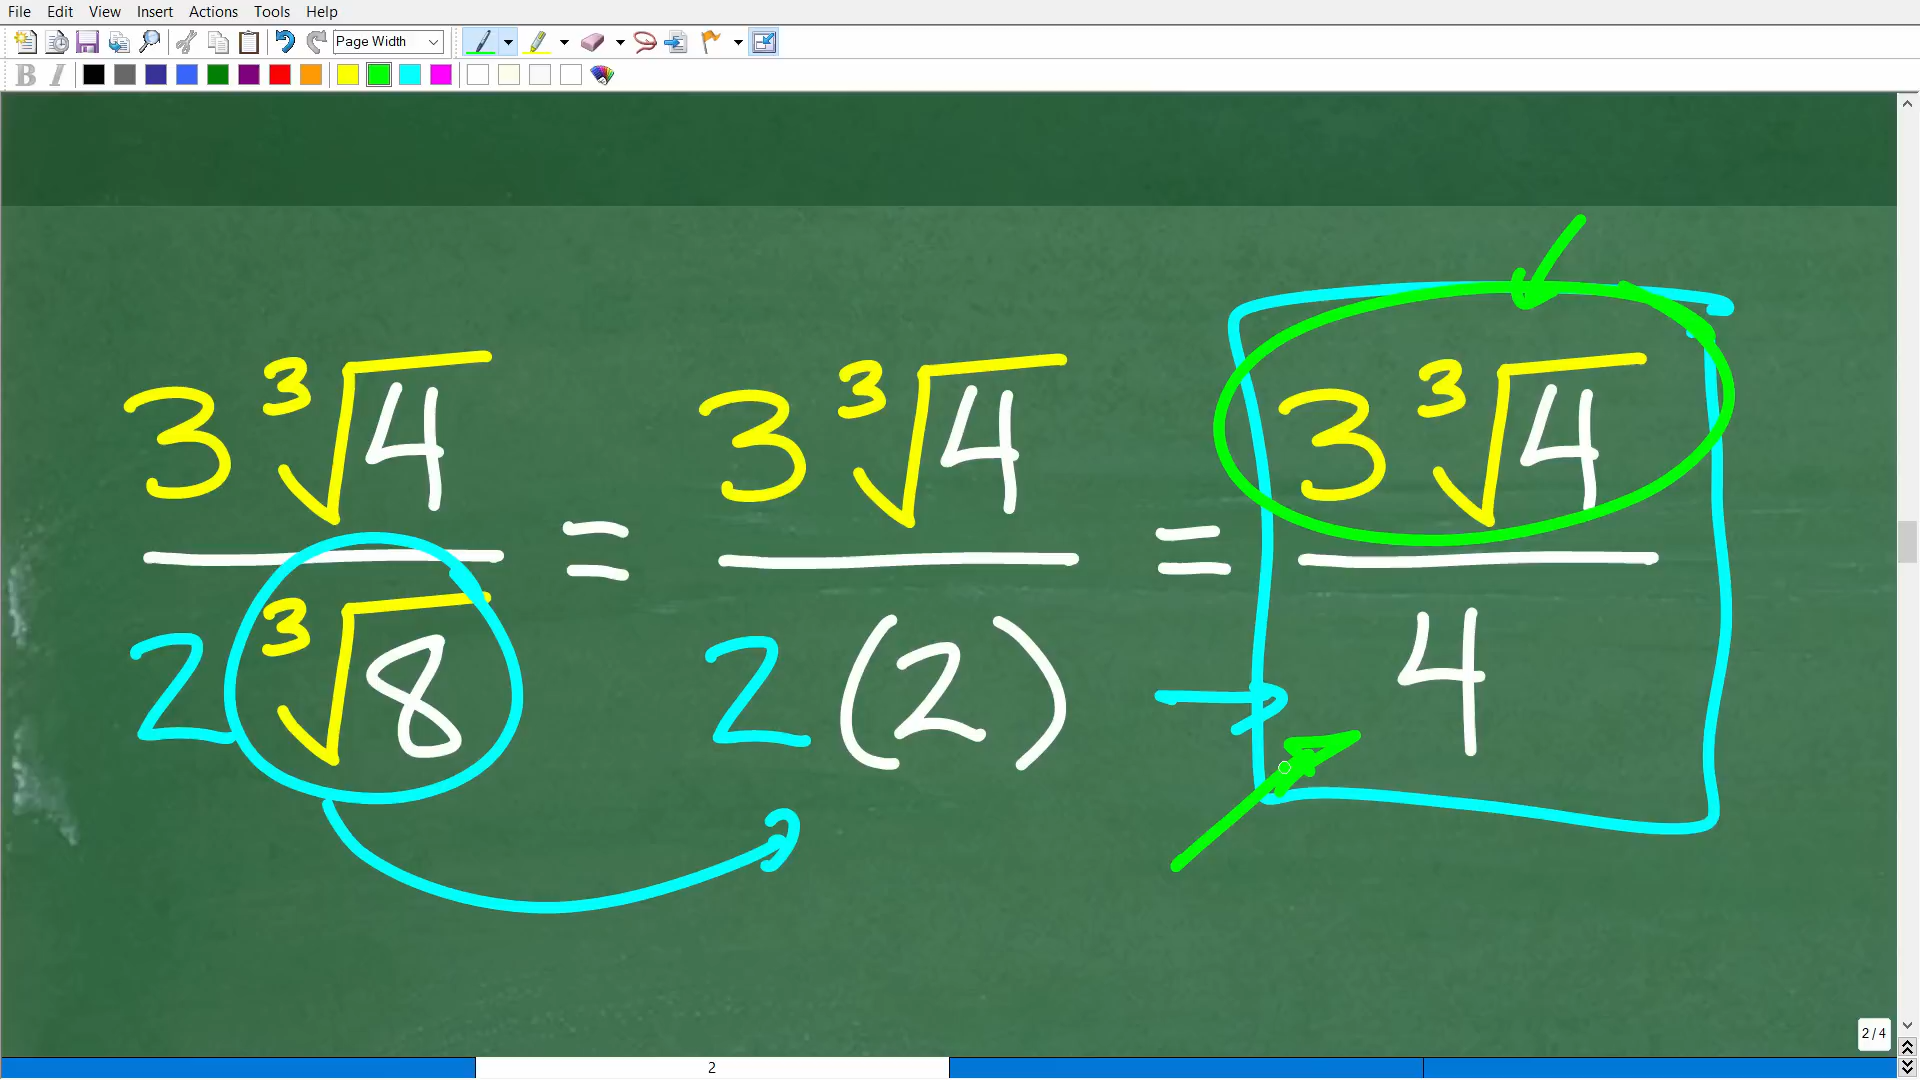 File Edit View Insert Actions Tools Help
Page Width
B I
3 ∛4 = 3 ∛4 = 3 ∛4
2 ∛8 2 (2) 4
2 / 4
2